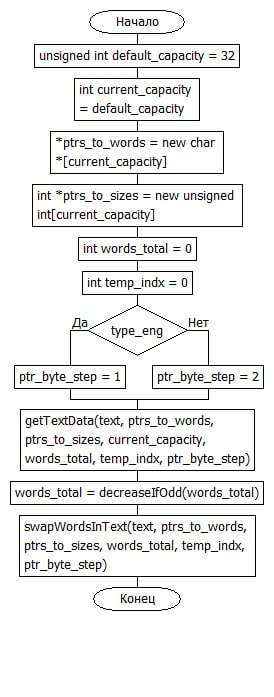 Начало
unsigned int default_capacity = 32
int current_capacity
= default_capacity
*ptrs_to_words = new char
*[current_capacity]
int *ptrs_to_sizes = new unsigned
int[current_capacity]
int words_total = 0
int temp_indx = 0
Да
type_eng
Нет
ptr_byte_step = 1
ptr_byte_step = 2
getTextData(text, ptrs_to_words,
ptrs_to_sizes, current_capacity,
words_total, temp_indx, ptr_byte_step)
words_total = decreaseIfOdd(words_total)
swapWordsInText(text, ptrs_to_words,
ptrs_to_sizes, words_total, temp_indx,
ptr_byte_step)
Конец